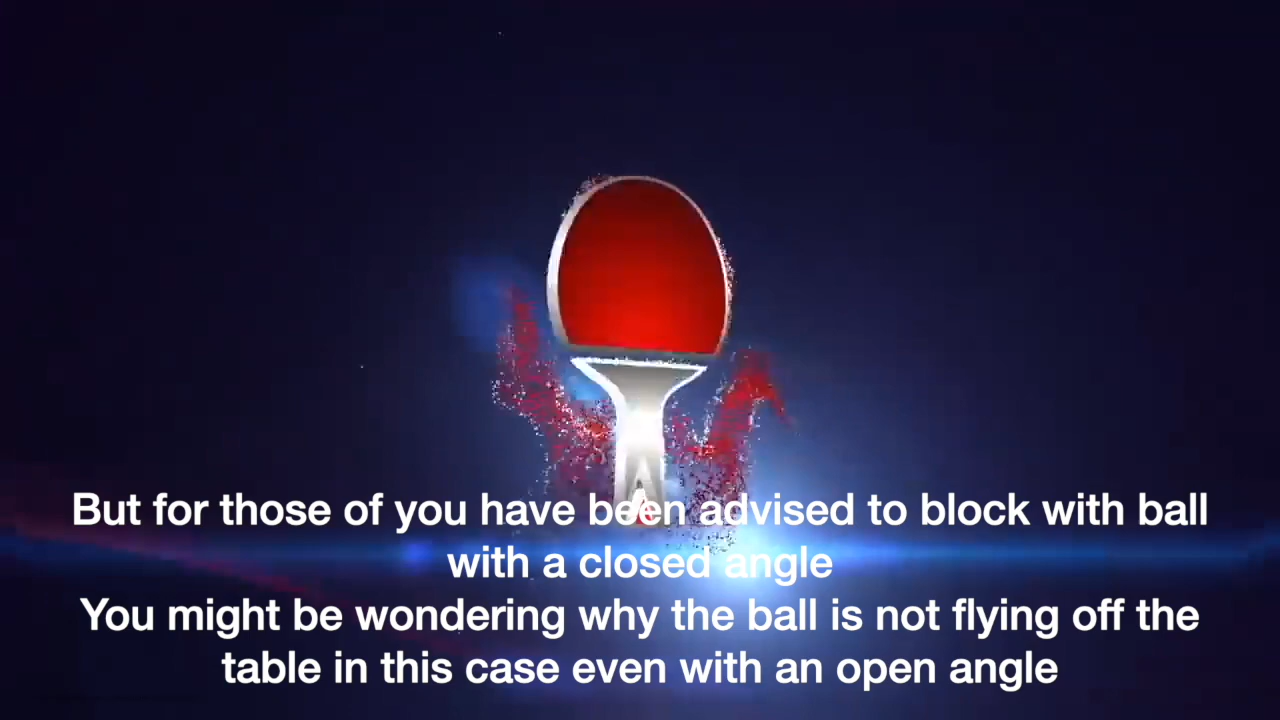 But for those of you have been advised to block with ball
with a closed angle
You might be wondering why the ball is not flying off the
table in this case even with an open angle